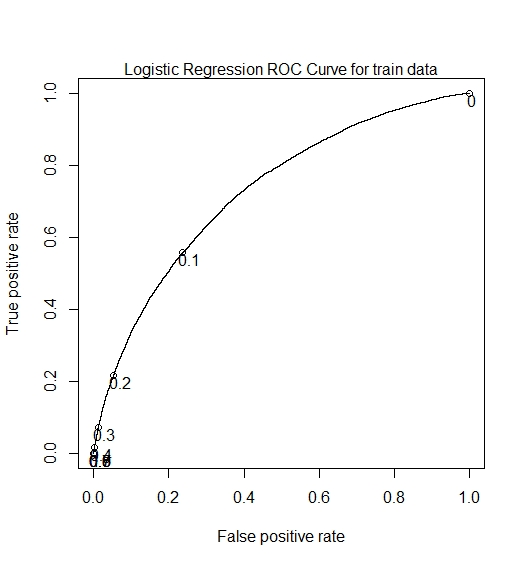 Logistic Regression ROC Curve for train data
True positive rate
1.0
0.8
0.6
0.4
0.2
0.0
0
0.1
0.2
0.3
0.4
0.0 0.2 0.4 0.6 0.8 1.0
False positive rate